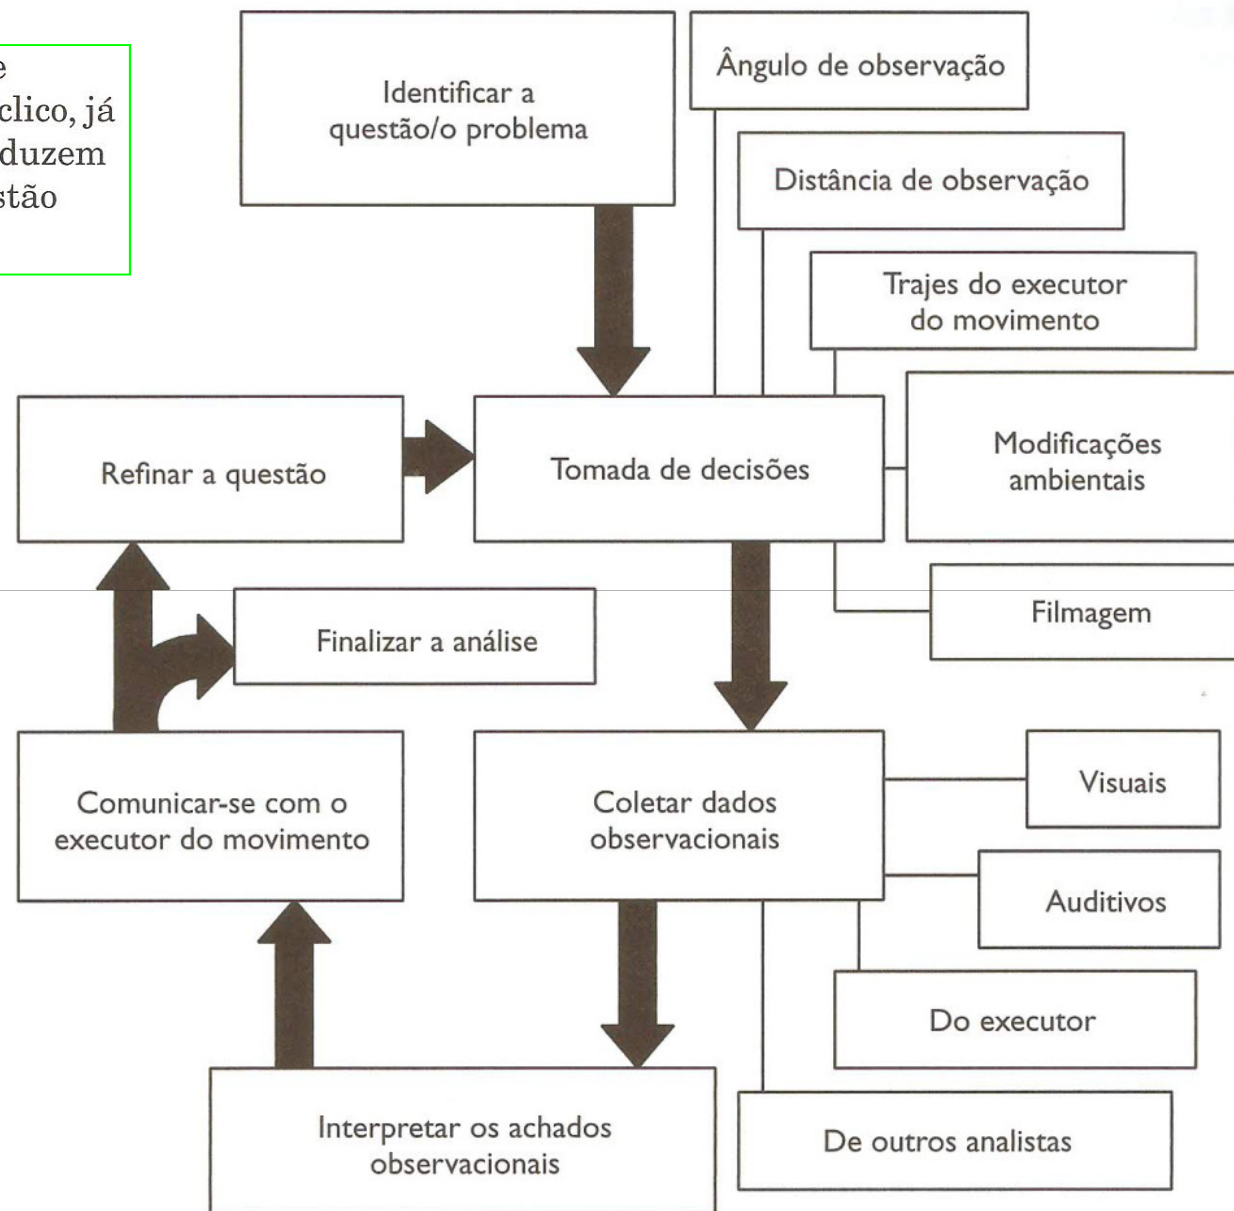 e
clico, já
duzem
stão
Identificar a
questão/o problema
Ângulo de observação
Distância de observação
Trajes do executor
do movimento
Refinar a questão
Tomada de decisões
Modificações
ambientais
Filmagem
Finalizar a análise
Comunicar-se com o
executor do movimento
Coletar dados
observacionais
Visuais
Auditivos
Do executor
De outros analistas
Interpretar os achados
observacionais